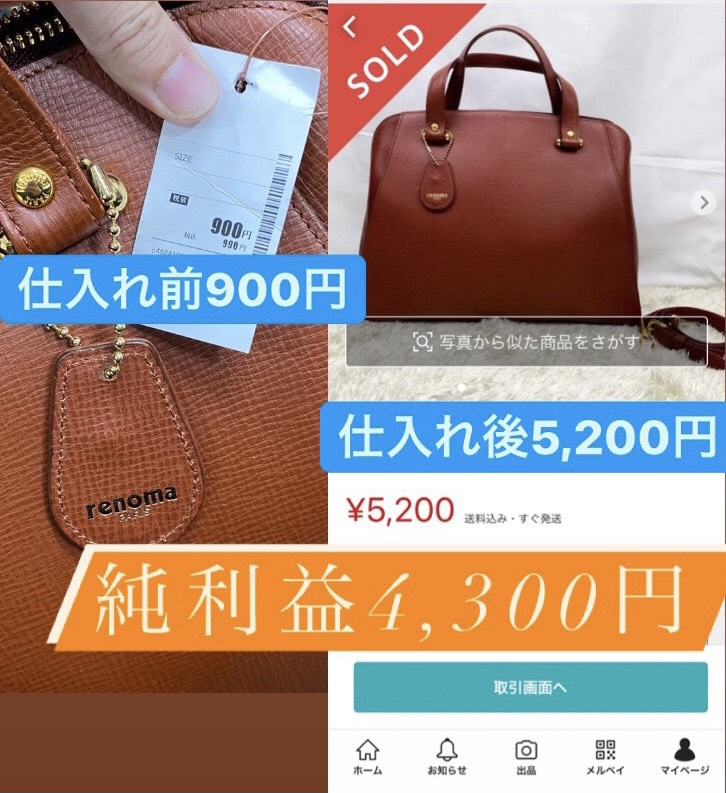 SIZE
税抜
900円
税込
990円
仕入れ前900円
renoma
PARIS
SOLD
renoma
写真から似た商品をさがす
仕入れ後5,200円
¥5,200 送料込み・すぐ発送
純利益4,300円
取引画面へ
ホーム
お知らせ
出品
メルペイ
マイページ